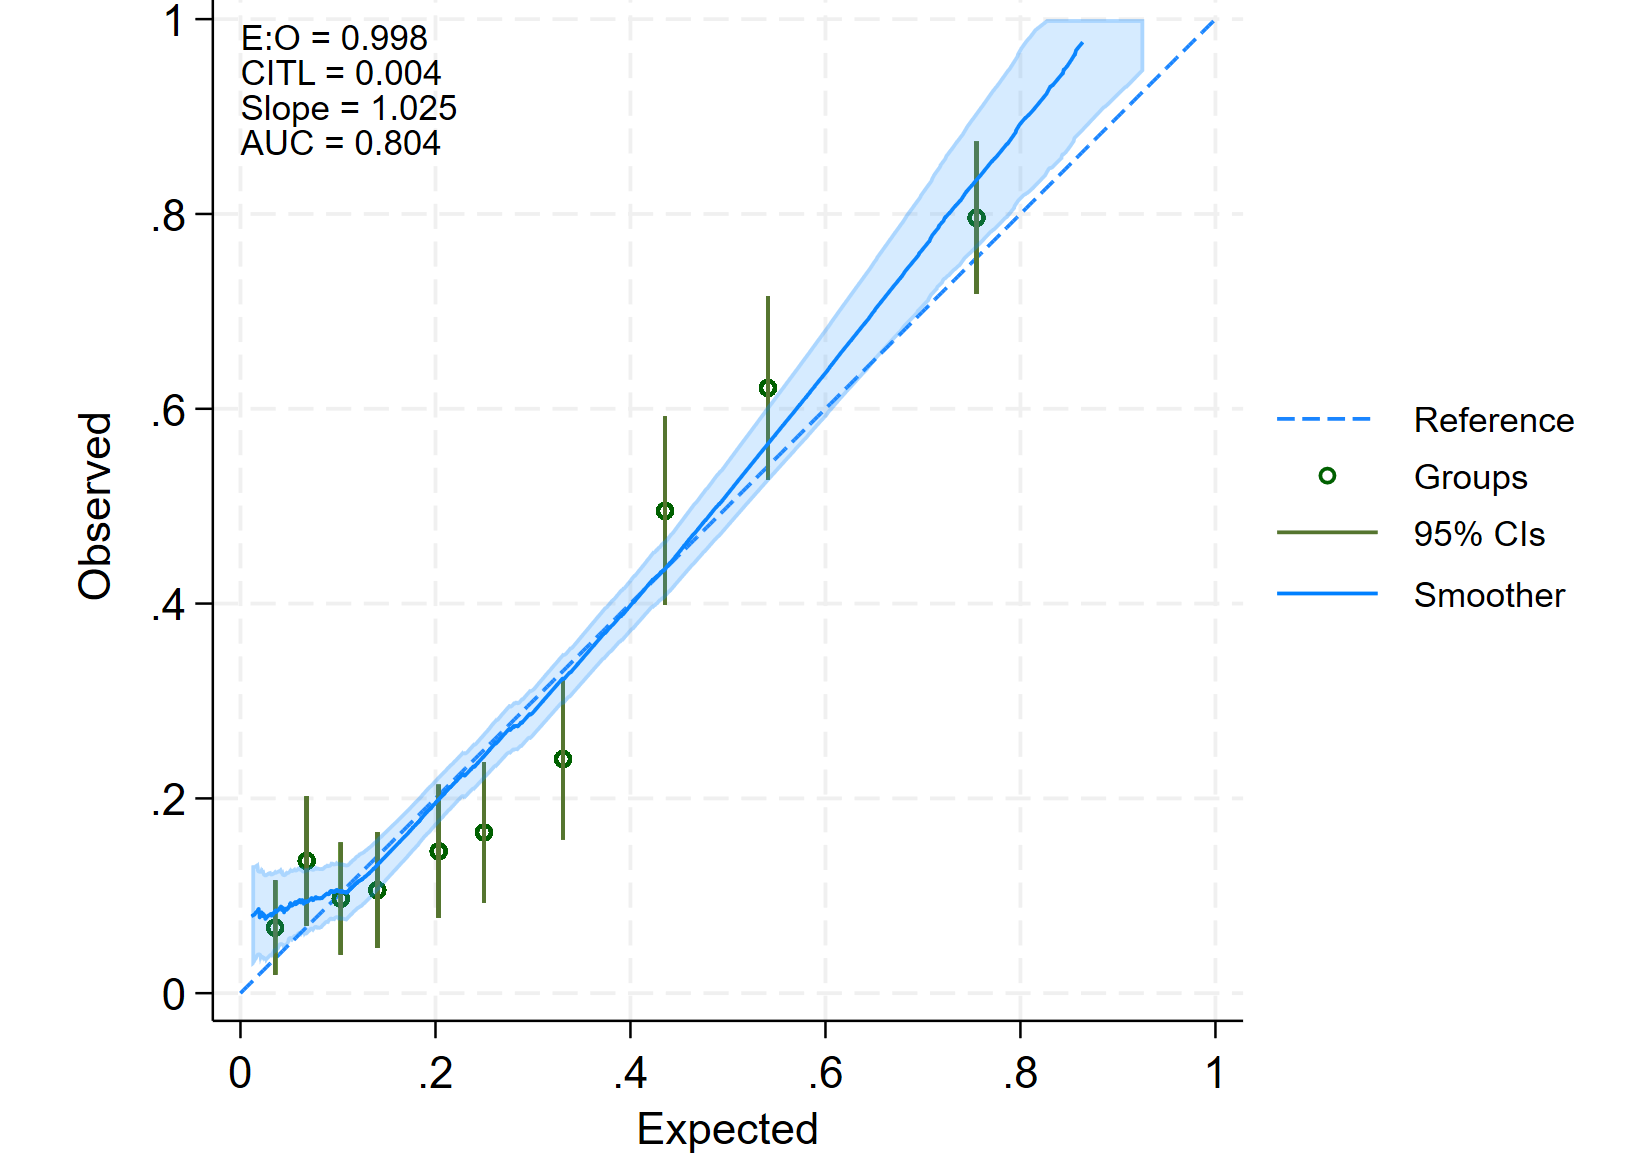 E:O = 0.998
CITL = 0.004
Slope = 1.025
AUC = 0.804
1
.8
.6
.4
.2
0
Observed
0 .2 .4 .6 .8 1
Expected
Reference
Groups
95% CIs
Smoother